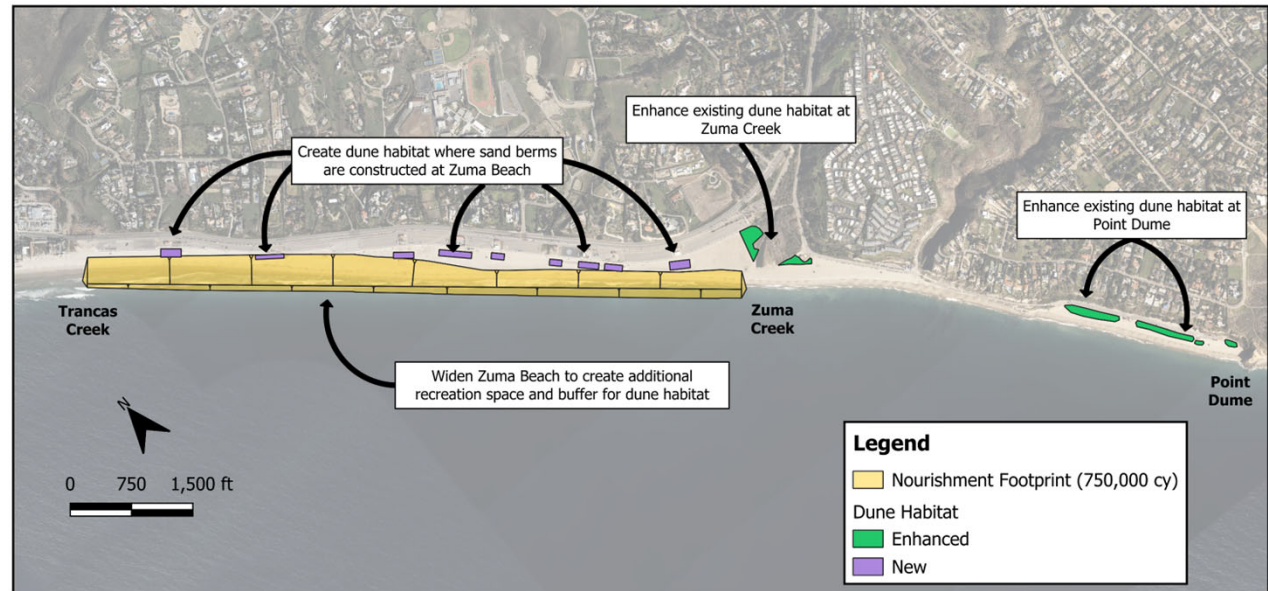 Enhance existing dune habitat at
Zuma Creek
Create dune habitat where sand berms
are constructed at Zuma Beach
Enhance existing dune habitat at
Point Dume
Trancas
Creek
Zuma
Creek
Point
Dume
Widen Zuma Beach to create additional
recreation space and buffer for dune habitat
N
0 750 1,500 ft
Legend
Nourishment Footprint (750,000 cy)
Dune Habitat
Enhanced
New